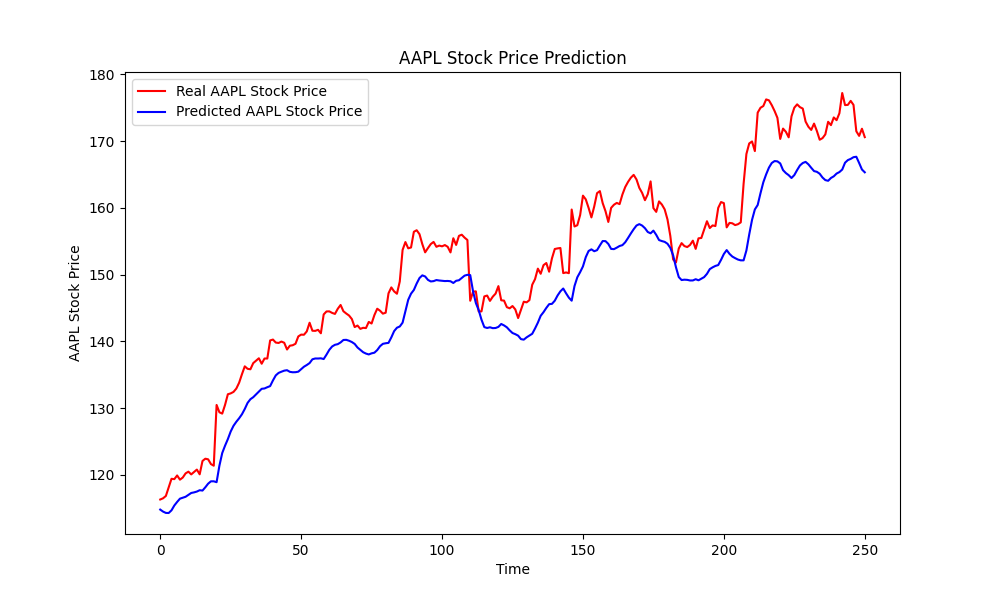 AAPL Stock Price Prediction
Real AAPL Stock Price
Predicted AAPL Stock Price
AAPL Stock Price
180
170
160
150
140
130
120
0 50 100 150 200 250
Time